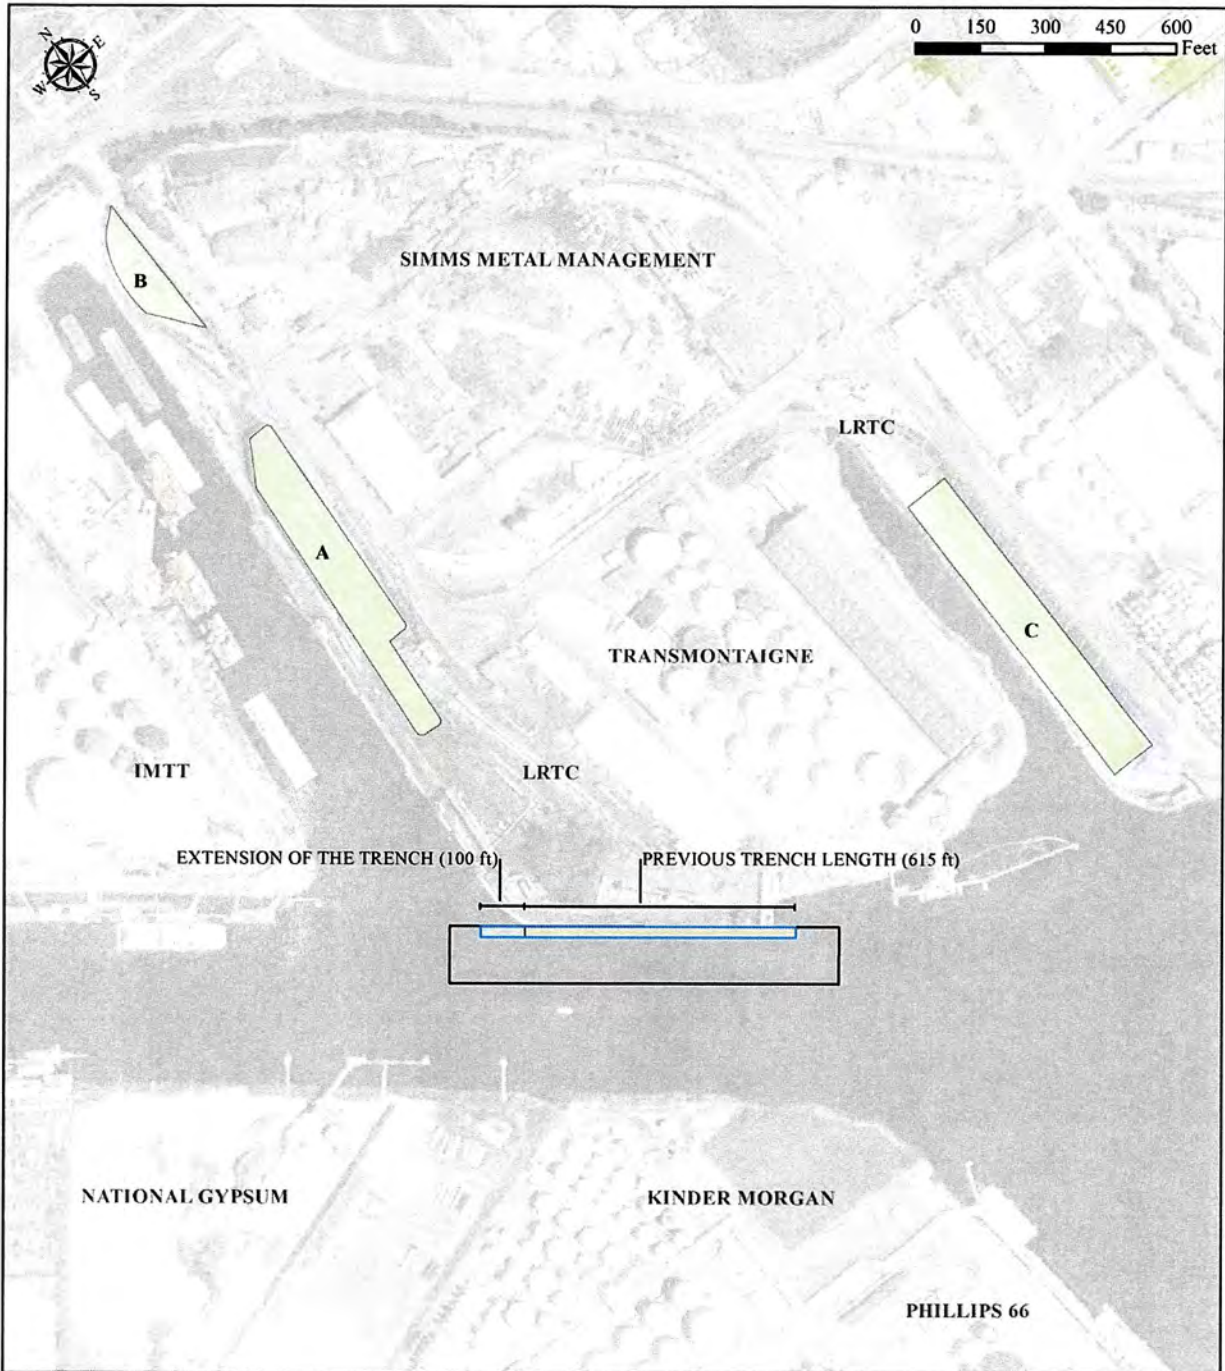 0 150 300 450 600
Feet
N
E
W
S
SIMMS METAL MANAGEMENT
B
LRTC
A
C
TRANSMONTAIGNE
IMTT
LRTC
EXTENSION OF THE TRENCH (100 ft)
PREVIOUS TRENCH LENGTH (615 ft)
NATIONAL GYPSUM
KINDER MORGAN
PHILLIPS 66